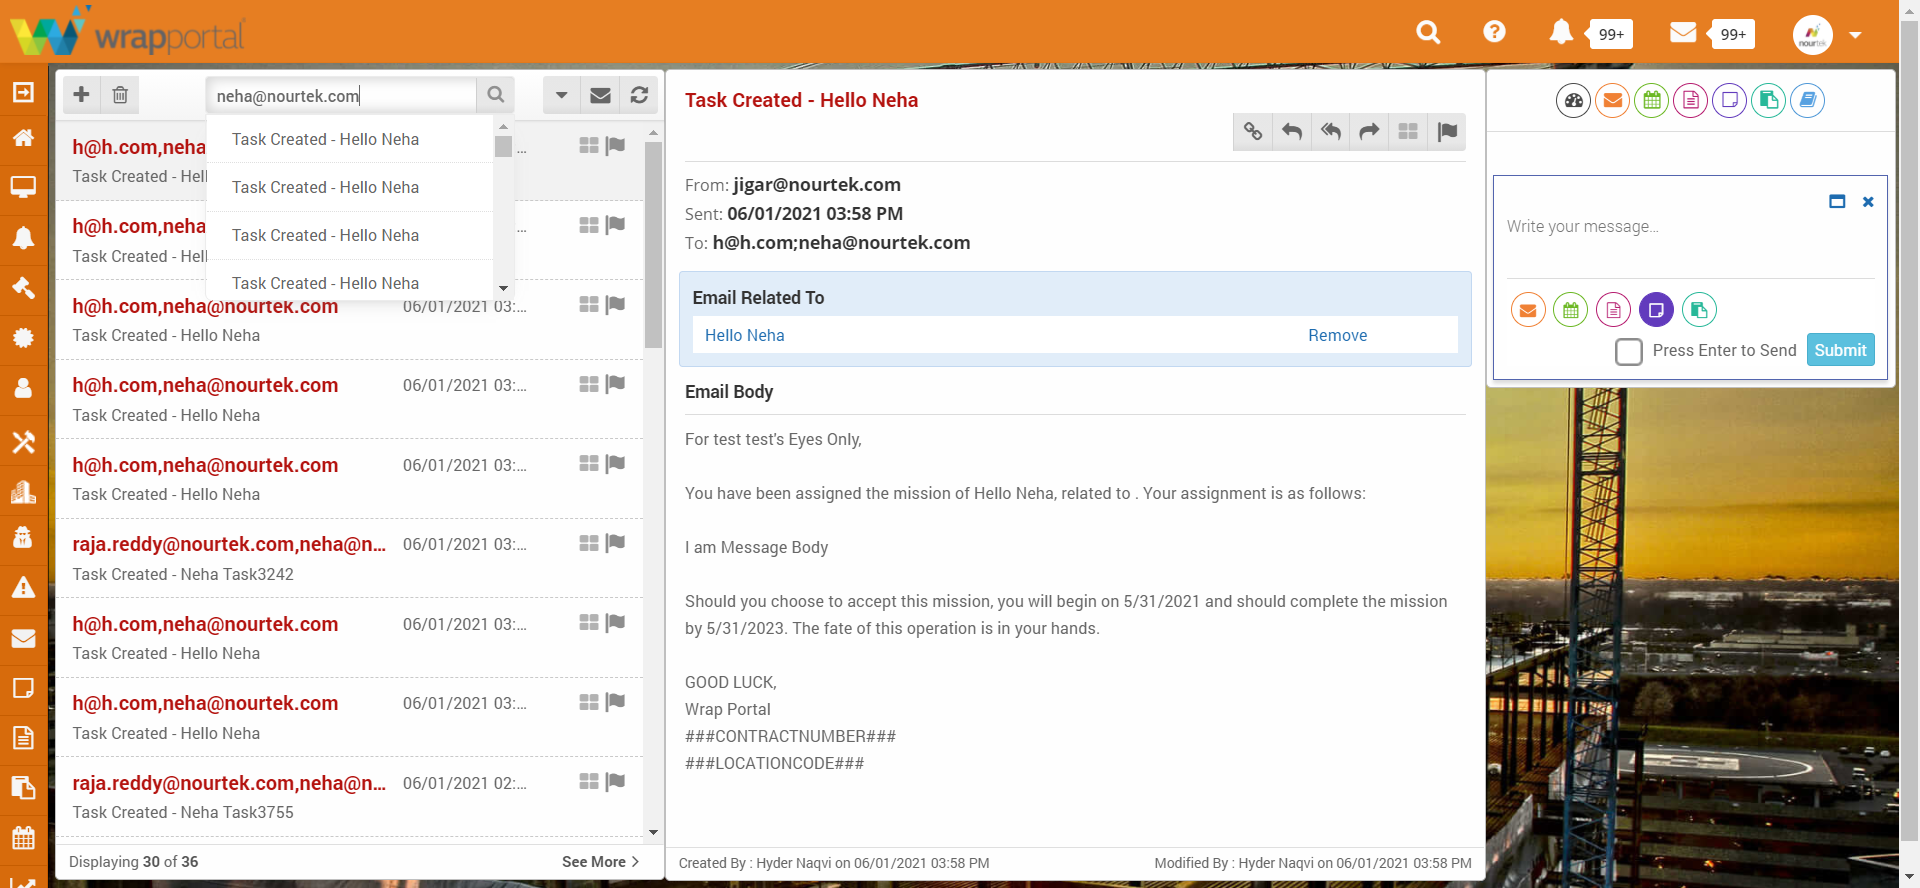 wrapportal
99+
99+
nourtek
neha@nourtek.com
Task Created - Hello Neha
Task Created - Hello Neha
Task Created - Hello Neha
Task Created - Hello Neha
h@h.com,neha
...
Task Created - Hell
h@h.com,neha
...
Task Created - Hell
h@h.com,neha@nourtek.com 06/01/2021 03:...
Task Created - Hello Neha
h@h.com,neha@nourtek.com 06/01/2021 03:...
Task Created - Hello Neha
h@h.com,neha@nourtek.com 06/01/2021 03:...
Task Created - Hello Neha
raja.reddy@nourtek.com,neha@n... 06/01/2021 03:...
Task Created - Neha Task3242
h@h.com,neha@nourtek.com 06/01/2021 03:...
Task Created - Hello Neha
h@h.com,neha@nourtek.com 06/01/2021 03:...
Task Created - Hello Neha
raja.reddy@nourtek.com,neha@n... 06/01/2021 02:...
Task Created - Neha Task3755
Displaying 30 of 36
See More
Task Created - Hello Neha
From: jigar@nourtek.com
Sent: 06/01/2021 03:58 PM
To: h@h.com;neha@nourtek.com
Email Related To
Hello Neha Remove
Email Body
For test test's Eyes Only,
You have been assigned the mission of Hello Neha, related to . Your assignment is as follows:
I am Message Body
Should you choose to accept this mission, you will begin on 5/31/2021 and should complete the mission
by 5/31/2023. The fate of this operation is in your hands.
GOOD LUCK,
Wrap Portal
###CONTRACTNUMBER###
###LOCATIONCODE###
Created By : Hyder Naqvi on 06/01/2021 03:58 PM
Modified By : Hyder Naqvi on 06/01/2021 03:58 PM
Write your message...
Press Enter to Send
Submit